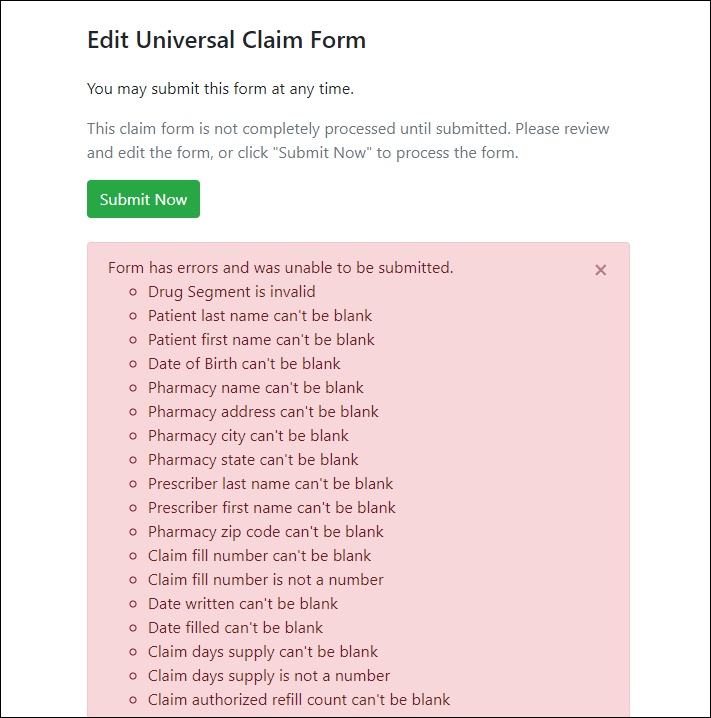 Edit Universal Claim Form
You may submit this form at any time.
This claim form is not completely processed until submitted. Please review
and edit the form, or click "Submit Now" to process the form.
Submit Now
Form has errors and was unable to be submitted.
×
Drug Segment is invalid
Patient last name can't be blank
Patient first name can't be blank
Date of Birth can't be blank
Pharmacy name can't be blank
Pharmacy address can't be blank
Pharmacy city can't be blank
Pharmacy state can't be blank
Prescriber last name can't be blank
Prescriber first name can't be blank
Pharmacy zip code can't be blank
Claim fill number can't be blank
Claim fill number is not a number
Date written can't be blank
Date filled can't be blank
Claim days supply can't be blank
Claim days supply is not a number
Claim authorized refill count can't be blank